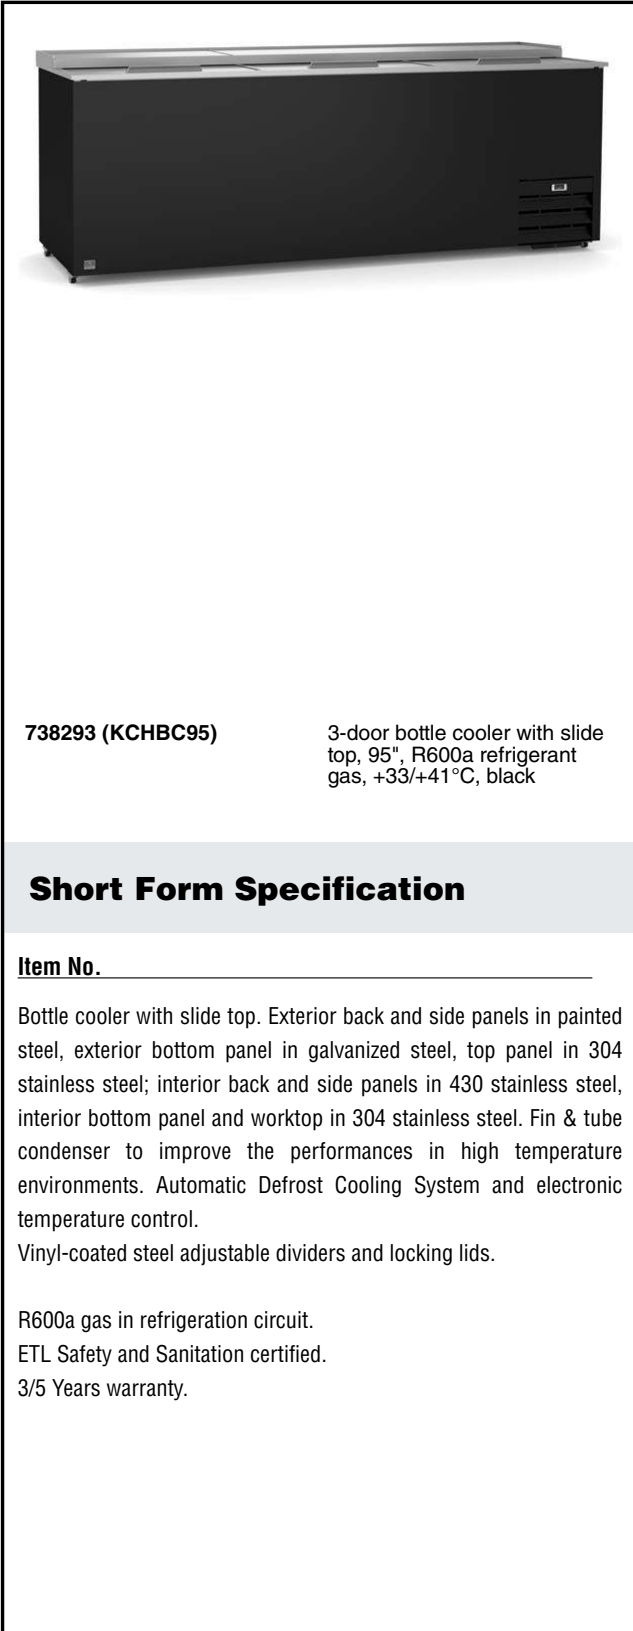 738293 (KCHBC95)
3-door bottle cooler with slide
top, 95", R600a refrigerant
gas, +33/+41°C, black
Short Form Specification
Item No.
Bottle cooler with slide top. Exterior back and side panels in painted
steel, exterior bottom panel in galvanized steel, top panel in 304
stainless steel; interior back and side panels in 430 stainless steel,
interior bottom panel and worktop in 304 stainless steel. Fin & tube
condenser to improve the performances in high temperature
environments. Automatic Defrost Cooling System and electronic
temperature control.
Vinyl-coated steel adjustable dividers and locking lids.
R600a gas in refrigeration circuit.
ETL Safety and Sanitation certified.
3/5 Years warranty.